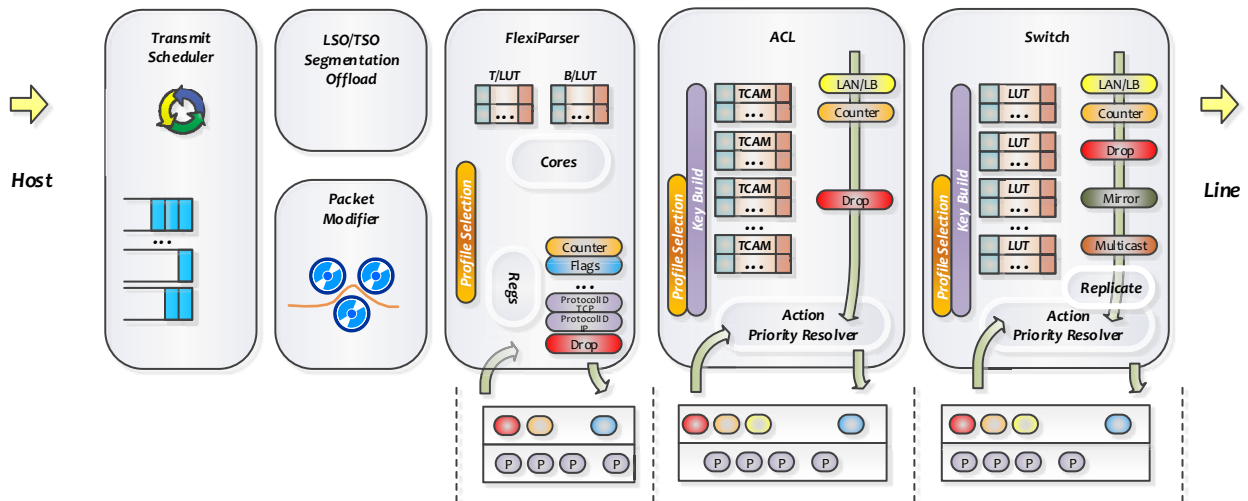 Host
Transmit
Scheduler
...
LSO/TSO
Segmentation
Offload
Packet
Modifier
FlexiParser
T/LUT
B/LUT
...
...
Cores
Profile Selection
Regs
Counter
Flags
...
ProtocolID
TCP
ProtocolID
IP
Drop
P
P
P
P
ACL
Profile Selection
Key Build
TCAM
...
TCAM
...
TCAM
...
...
TCAM
...
LAN/LB
Counter
Drop
Action
Priority Resolver
P
P
P
P
Switch
Profile Selection
Key Build
LUT
...
LUT
...
LUT
...
...
LUT
...
LAN/LB
Counter
Drop
Mirror
Multicast
Replicate
Action
Priority Resolver
P
P
P
P
Line